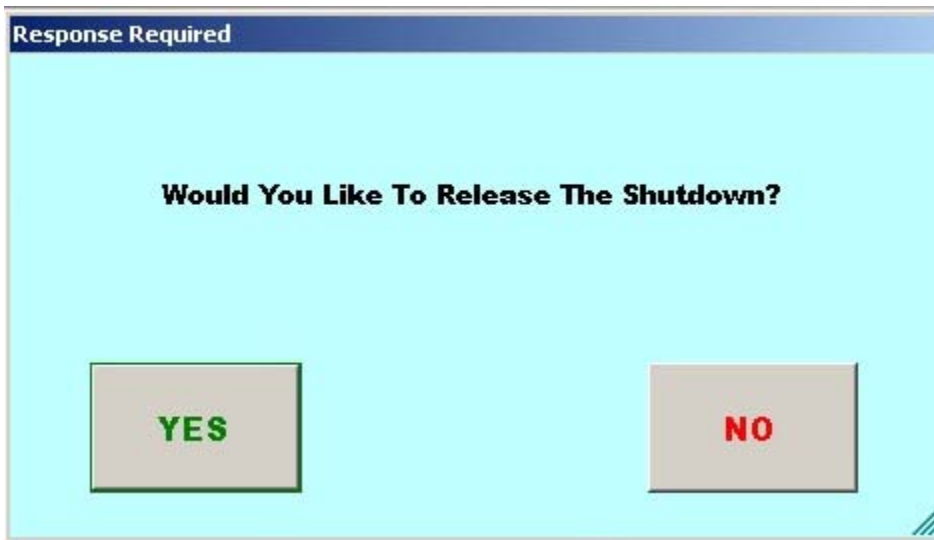 Response Required
Would You Like To Release The Shutdown?
YES
NO